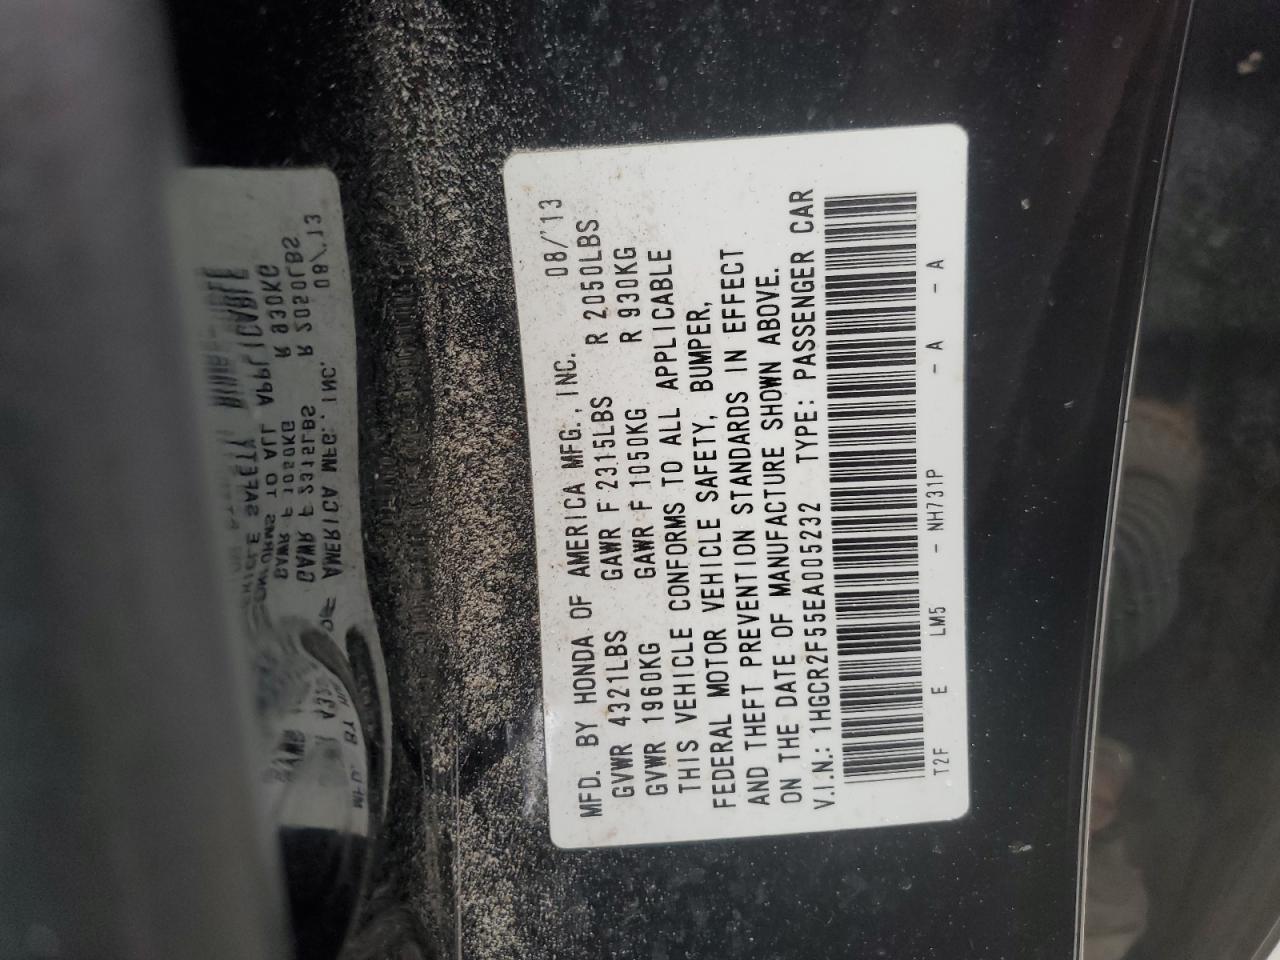 MFD. BY HONDA OF AMERICA MFG., INC. 08/'13
GVWR 4321LBS GAWR F 2315LBS R 2050LBS
GVWR 1960KG GAWR F 1050KG R 930KG
THIS VEHICLE CONFORMS TO ALL APPLICABLE
FEDERAL MOTOR VEHICLE SAFETY, BUMPER,
AND THEFT PREVENTION STANDARDS IN EFFECT
ON THE DATE OF MANUFACTURE SHOWN ABOVE.
V.I.N.: 1HGCR2F55EA005232 TYPE: PASSENGER CAR
T2F E LM5 - NH731P - A - A